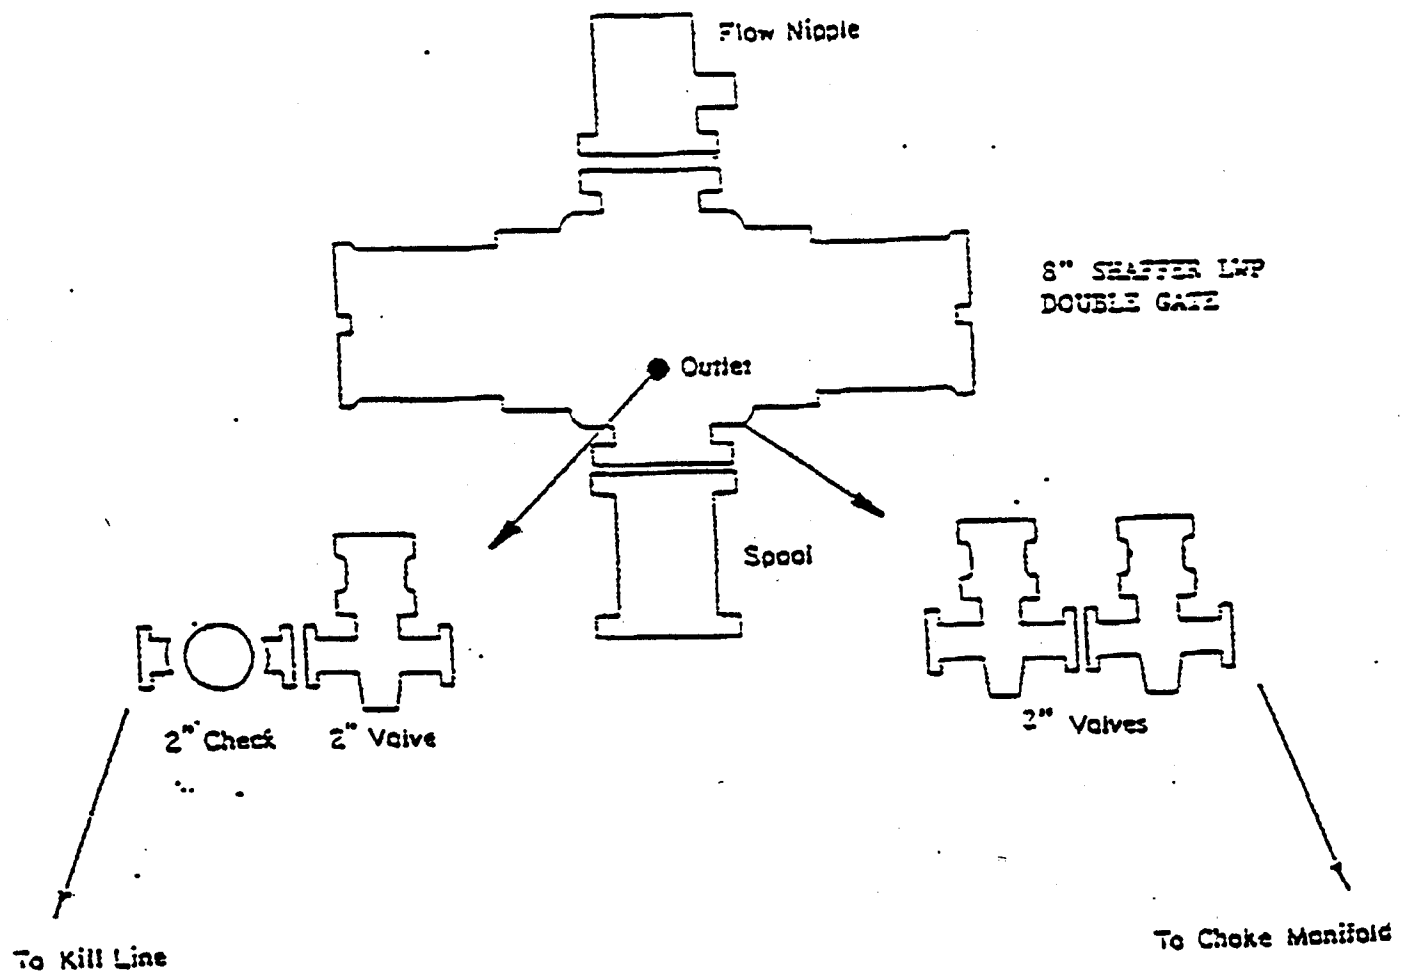 Flow Nipple
8" SHAFFER LWP
DOUBLE GATE
Outlet
Spool
2" Check
2" Valve
2" Valves
To Kill Line
To Choke Manifold